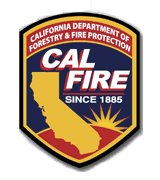 CALIFORNIA DEPARTMENT OF
FORESTRY & FIRE PROTECTION
CAL
FIRE
SINCE 1885